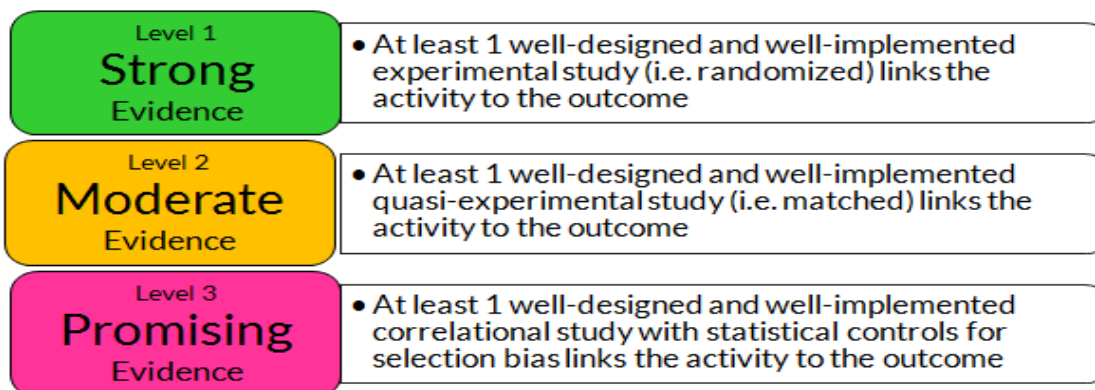 Level 1
Strong
Evidence
• At least 1 well-designed and well-implemented
experimental study (i.e. randomized) links the
activity to the outcome
Level 2
Moderate
Evidence
• At least 1 well-designed and well-implemented
quasi-experimental study (i.e. matched) links the
activity to the outcome
Level 3
Promising
Evidence
• At least 1 well-designed and well-implemented
correlational study with statistical controls for
selection bias links the activity to the outcome